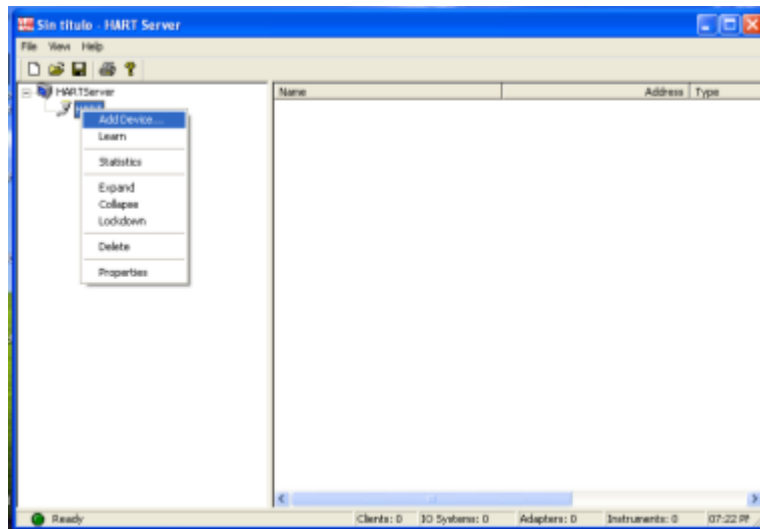 Sin título - HART Server
File View Help
HARTServer
Name Address Type
Add Device...
Learn
Statistics
Expand
Collapse
Lockdown
Delete
Properties
Ready Clients: 0 IO Systems: 0 Adapters: 0 Instruments: 0 07:22